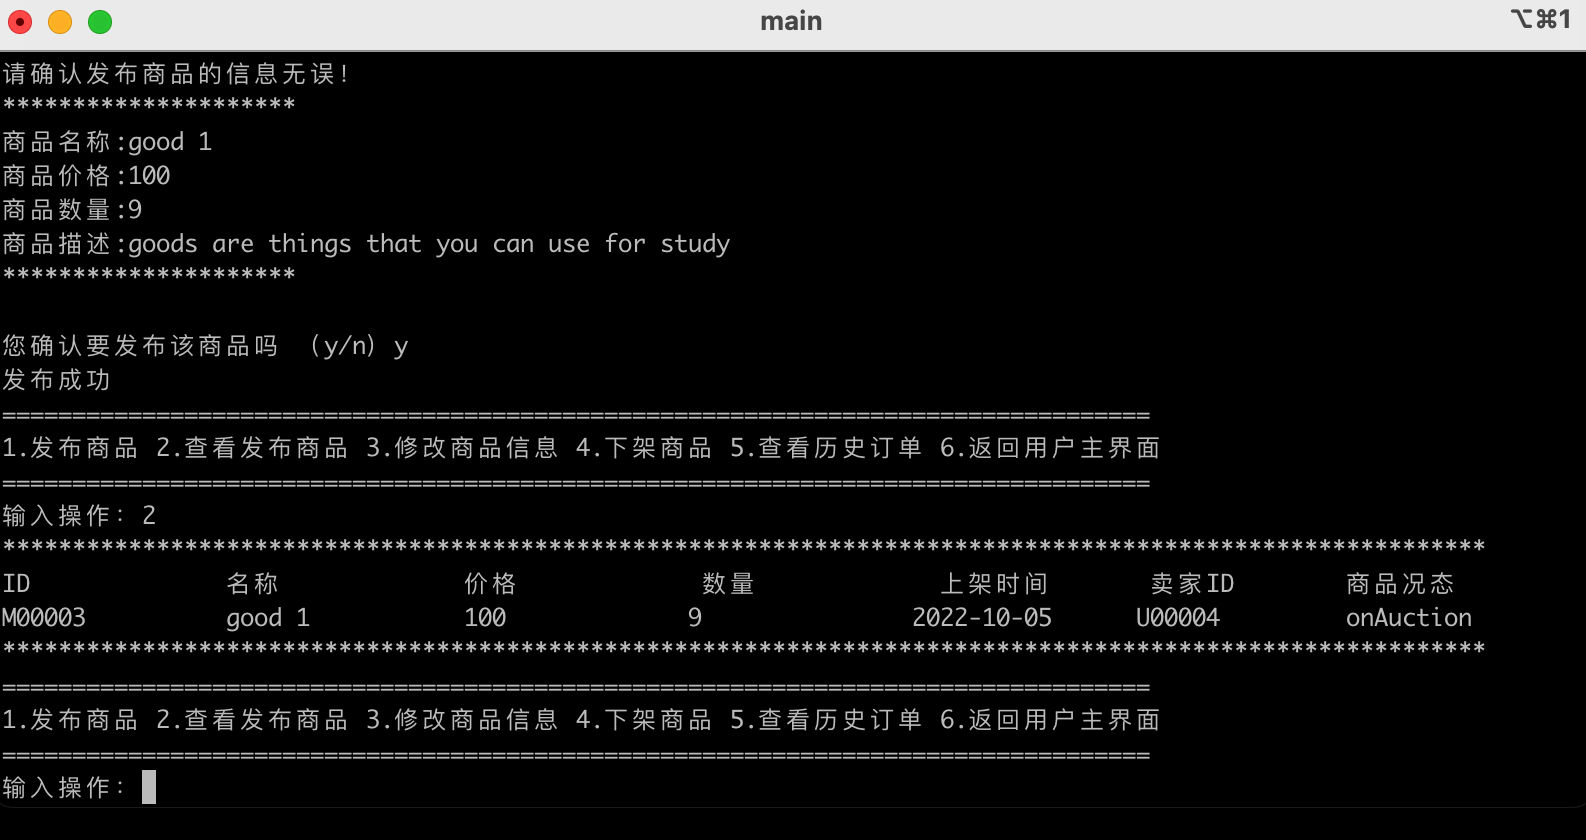 main ⌥⌘1
请确认发布商品的信息无误！
*********************
商品名称:good 1
商品价格:100
商品数量:9
商品描述:goods are things that you can use for study
*********************
您确认要发布该商品吗 （y/n）y
发布成功
==================================================================================
1.发布商品 2.查看发布商品 3.修改商品信息 4.下架商品 5.查看历史订单 6.返回用户主界面
==================================================================================
输入操作：2
**********************************************************************************************************
ID 名称 价格 数量 上架时间 卖家ID 商品况态
M00003 good 1 100 9 2022-10-05 U00004 onAuction
**********************************************************************************************************
==================================================================================
1.发布商品 2.查看发布商品 3.修改商品信息 4.下架商品 5.查看历史订单 6.返回用户主界面
==================================================================================
输入操作：